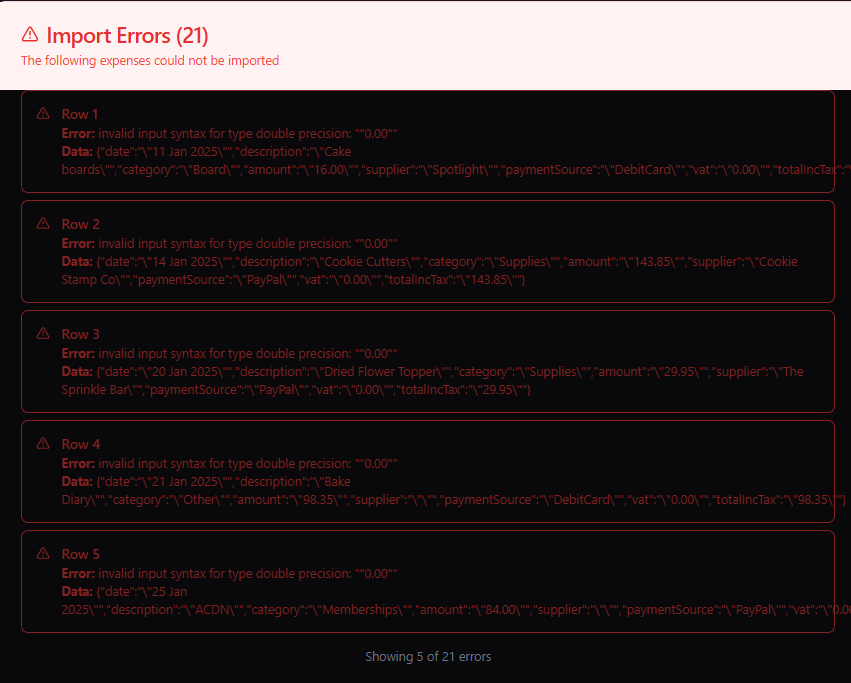 Import Errors (21)
The following expenses could not be imported
Row 1
Error: invalid input syntax for type double precision: ""0.00""
Data: {"date":"\"11 Jan 2025\"","description":"\"Cake
boards\"","category":"\"Board\"","amount":"\"16.00\"","supplier":"\"Spotlight\"","paymentSource":"\"DebitCard\"","vat":"\"0.00\"","totalIncTax":"
Row 2
Error: invalid input syntax for type double precision: ""0.00""
Data: {"date":"\"14 Jan 2025\"","description":"\"Cookie Cutters\"","category":"\"Supplies\"","amount":"\"143.85\"","supplier":"\"Cookie
Stamp Co\"","paymentSource":"\"PayPal\"","vat":"\"0.00\"","totalIncTax":"\"143.85\""}
Row 3
Error: invalid input syntax for type double precision: ""0.00""
Data: {"date":"\"20 Jan 2025\"","description":"\"Dried Flower Topper\"","category":"\"Supplies\"","amount":"\"29.95\"","supplier":"\"The
Sprinkle Bar\"","paymentSource":"\"PayPal\"","vat":"\"0.00\"","totalIncTax":"\"29.95\""}
Row 4
Error: invalid input syntax for type double precision: ""0.00""
Data: {"date":"\"21 Jan 2025\"","description":"\"Bake
Diary\"","category":"\"Other\"","amount":"\"98.35\"","supplier":"\"\"","paymentSource":"\"DebitCard\"","vat":"\"0.00\"","totalIncTax":"\"98.35\""}
Row 5
Error: invalid input syntax for type double precision: ""0.00""
Data: {"date":"\"25 Jan
2025\"","description":"\"ACDN\"","category":"\"Memberships\"","amount":"\"84.00\"","supplier":"\"\"","paymentSource":"\"PayPal\"","vat":"\"0.0
Showing 5 of 21 errors